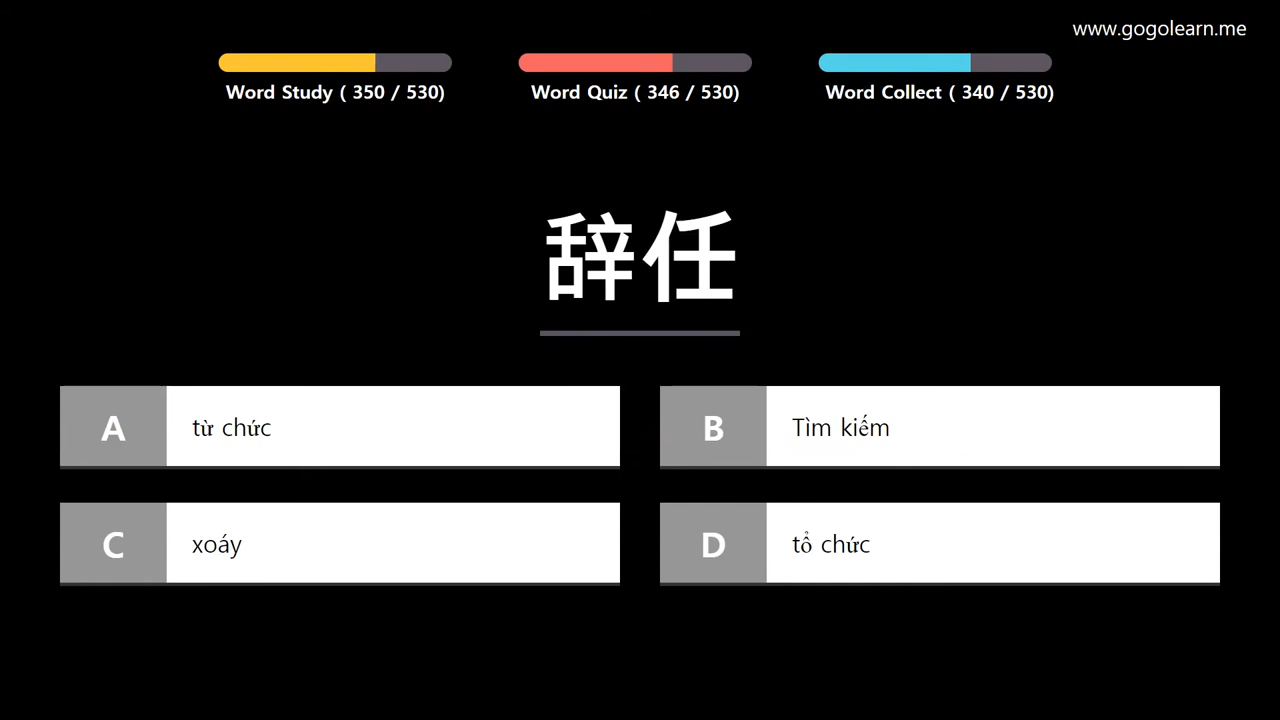 www.gogolearn.me
Word Study ( 350 / 530)
Word Quiz ( 346 / 530)
Word Collect ( 340 / 530)
辞任
A
từ chức
B
Tìm kiếm
C
xoáy
D
tổ chức